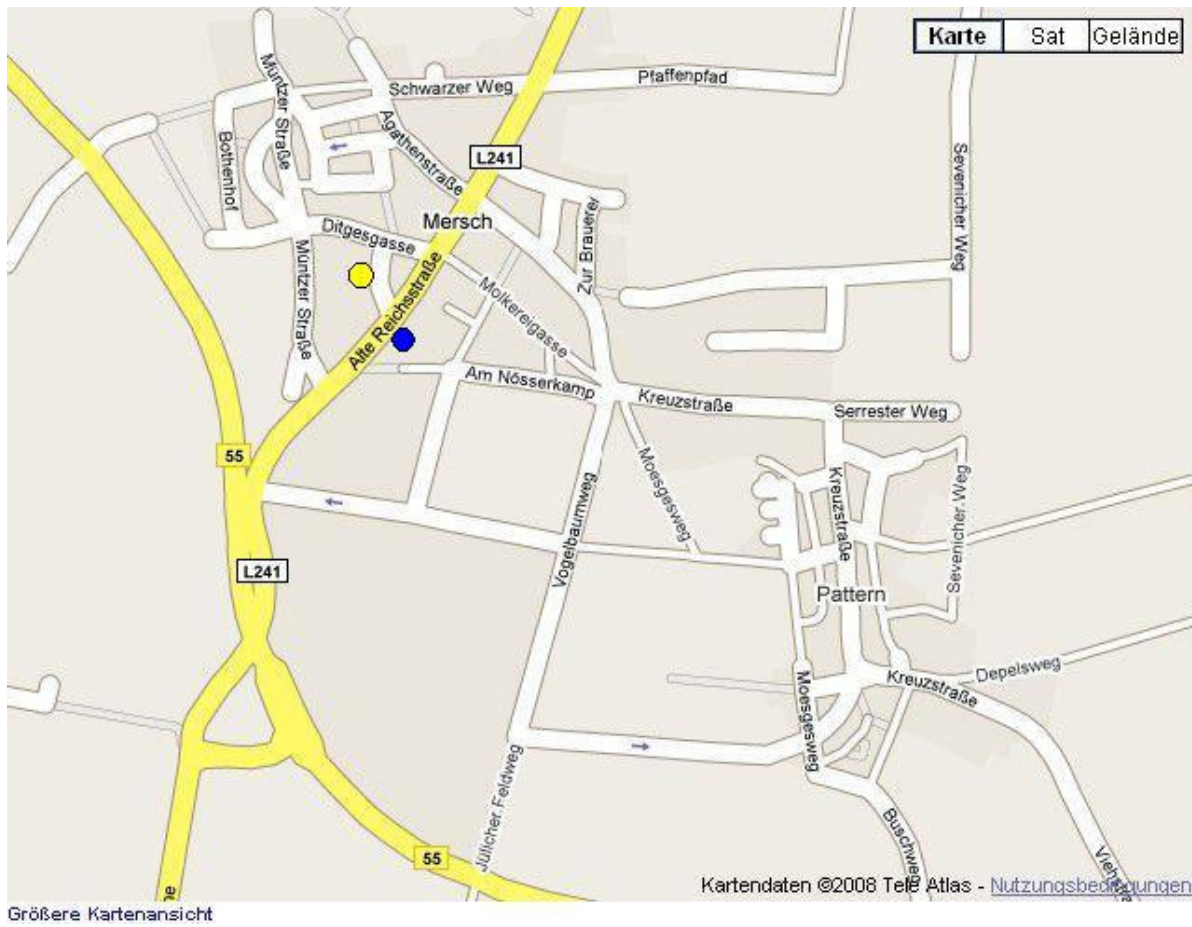 Karte
Sat
Gelände
Müntzer Straße
Schwarzer Weg
Pfaffenpfad
Bothenhof
Agathenstraße
L241
Sevenicher Weg
Mersch
Ditgesgasse
Zur Brauerei
Müntzer Straße
Alte Reichsstraße
Molkereigasse
Am Nösserkamp
Kreuzstraße
Serrester Weg
55
Moesgesweg
Kreuzstraße
Sevenicher Weg
Vogelbaumweg
L241
Pattern
Depelsweg
Kreuzstraße
Moesgesweg
Jülicher Feldweg
Buschweg
55
Kartendaten ©2008 Tele Atlas - Nutzungsbedingungen
Größere Kartenansicht